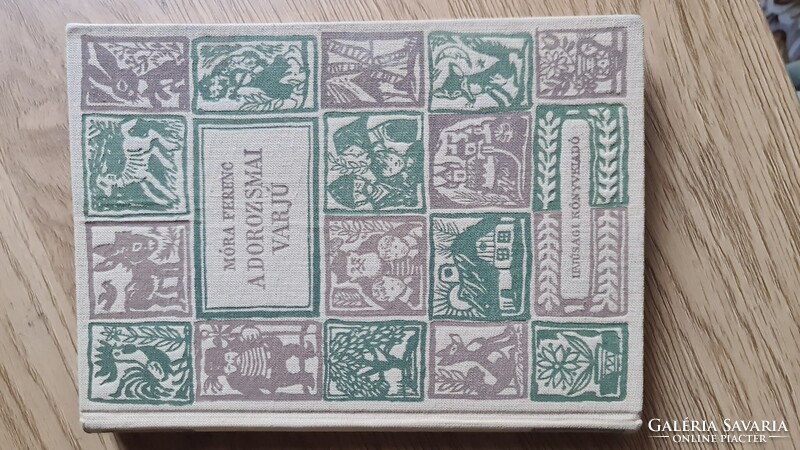 MÓRA FERENC
A DOROZSMAI
VARJÚ
IFJÚSÁGI KÖNYVKIADÓ
GALÉRIA SAVARIA
ONLINE PIACTÉR